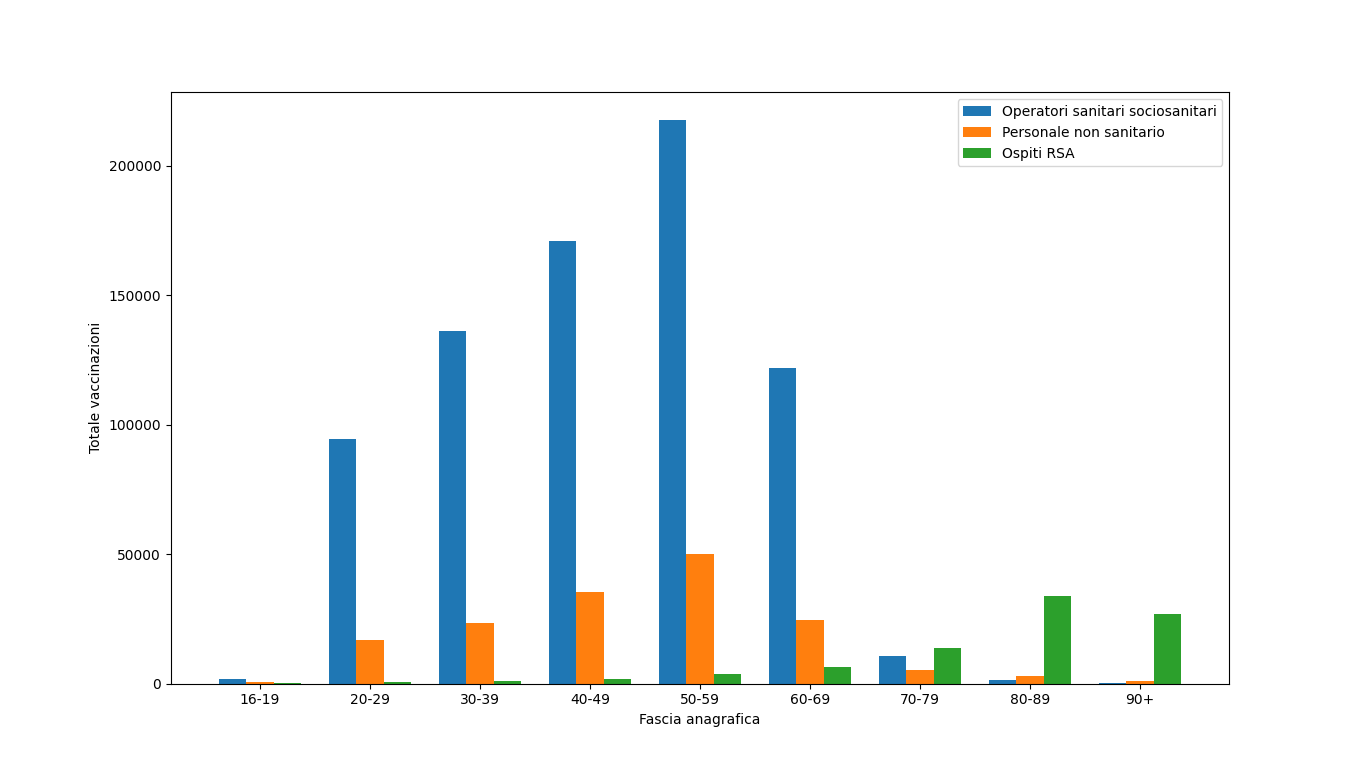 Operatori sanitari sociosanitari
Personale non sanitario
Ospiti RSA
Totale vaccinazioni
200000
150000
100000
50000
0
16-19 20-29 30-39 40-49 50-59 60-69 70-79 80-89 90+
Fascia anagrafica